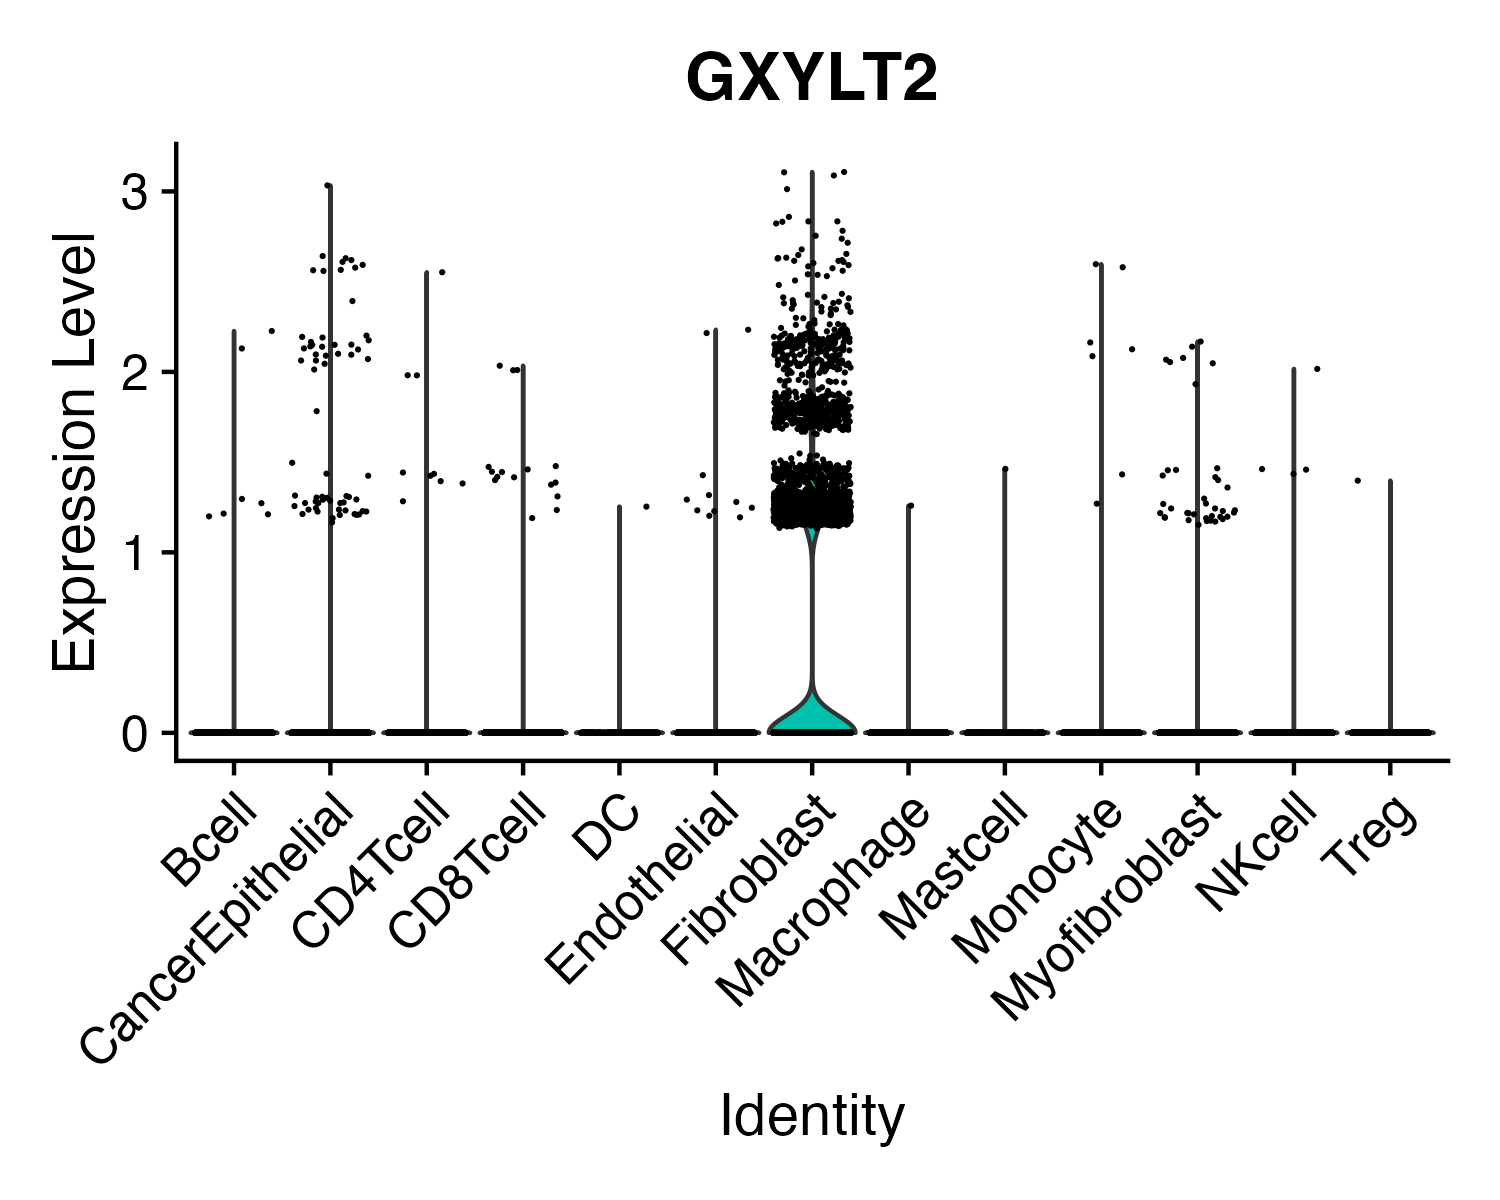 GXYLT2
Expression Level
3
2
1
0
Bcell
CancerEpithelial
CD4Tcell
CD8Tcell
DC
Endothelial
Fibroblast
Macrophage
Mastcell
Monocyte
Myofibroblast
NKcell
Treg
Identity